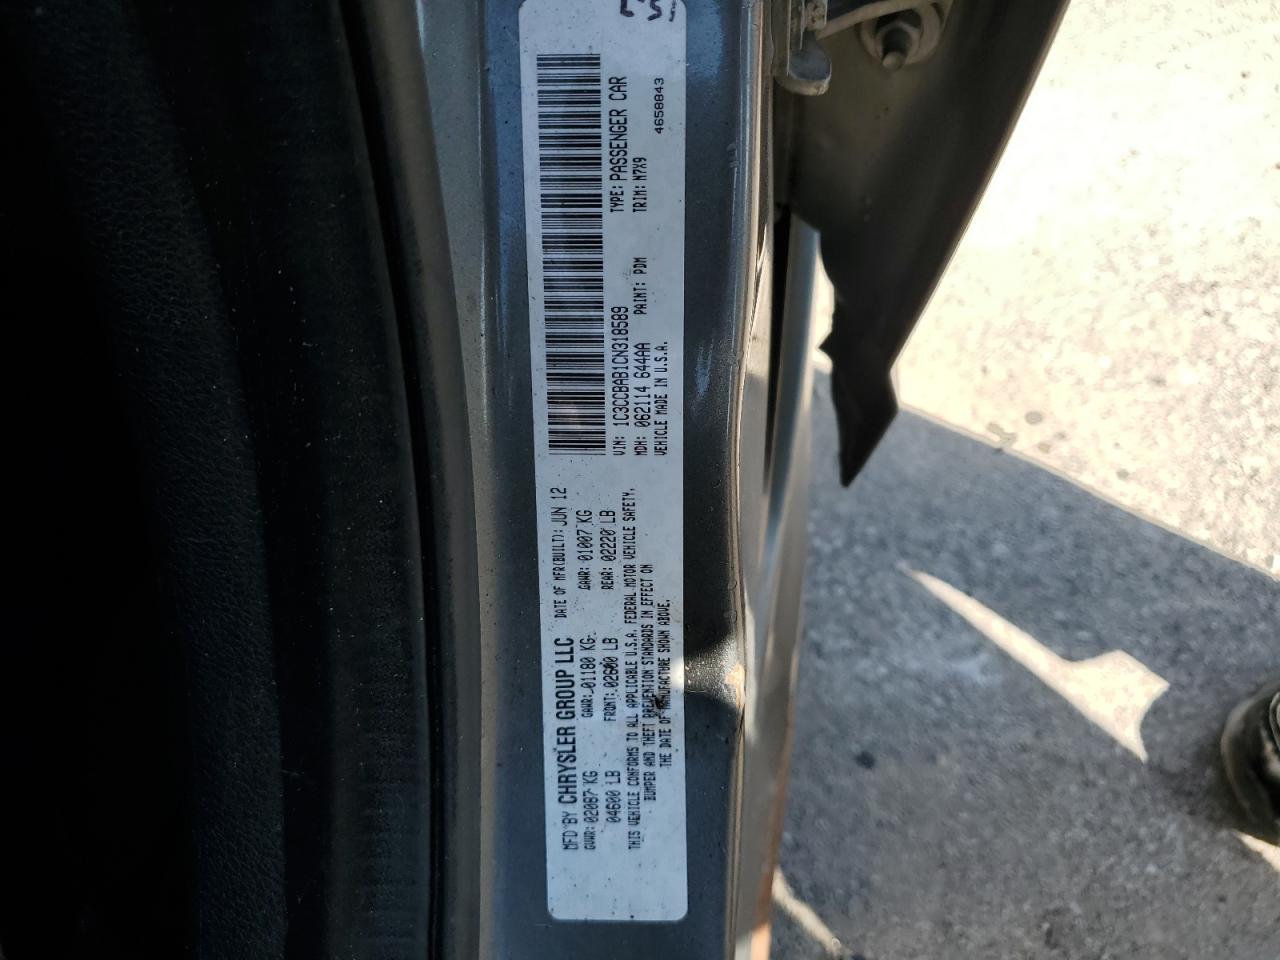 MFD BY CHRYSLER GROUP LLC DATE OF MFR(BUILT): JUN 12
GVWR: 02087 KG GAWR: 01180 KG GAWR: 01007 KG
04600 LB FRONT: 02600 LB REAR: 02220 LB
THIS VEHICLE CONFORMS TO ALL APPLICABLE U.S.A. FEDERAL MOTOR VEHICLE SAFETY,
BUMPER AND THEFT PREVENTION STANDARDS IN EFFECT ON
THE DATE OF MANUFACTURE SHOWN ABOVE.
VIN: 1C3CCBAB1CN318589 TYPE: PASSENGER CAR
MDH: 062114 644AA PAINT: PDM TRIM: M7X9
VEHICLE MADE IN U.S.A. 4658843